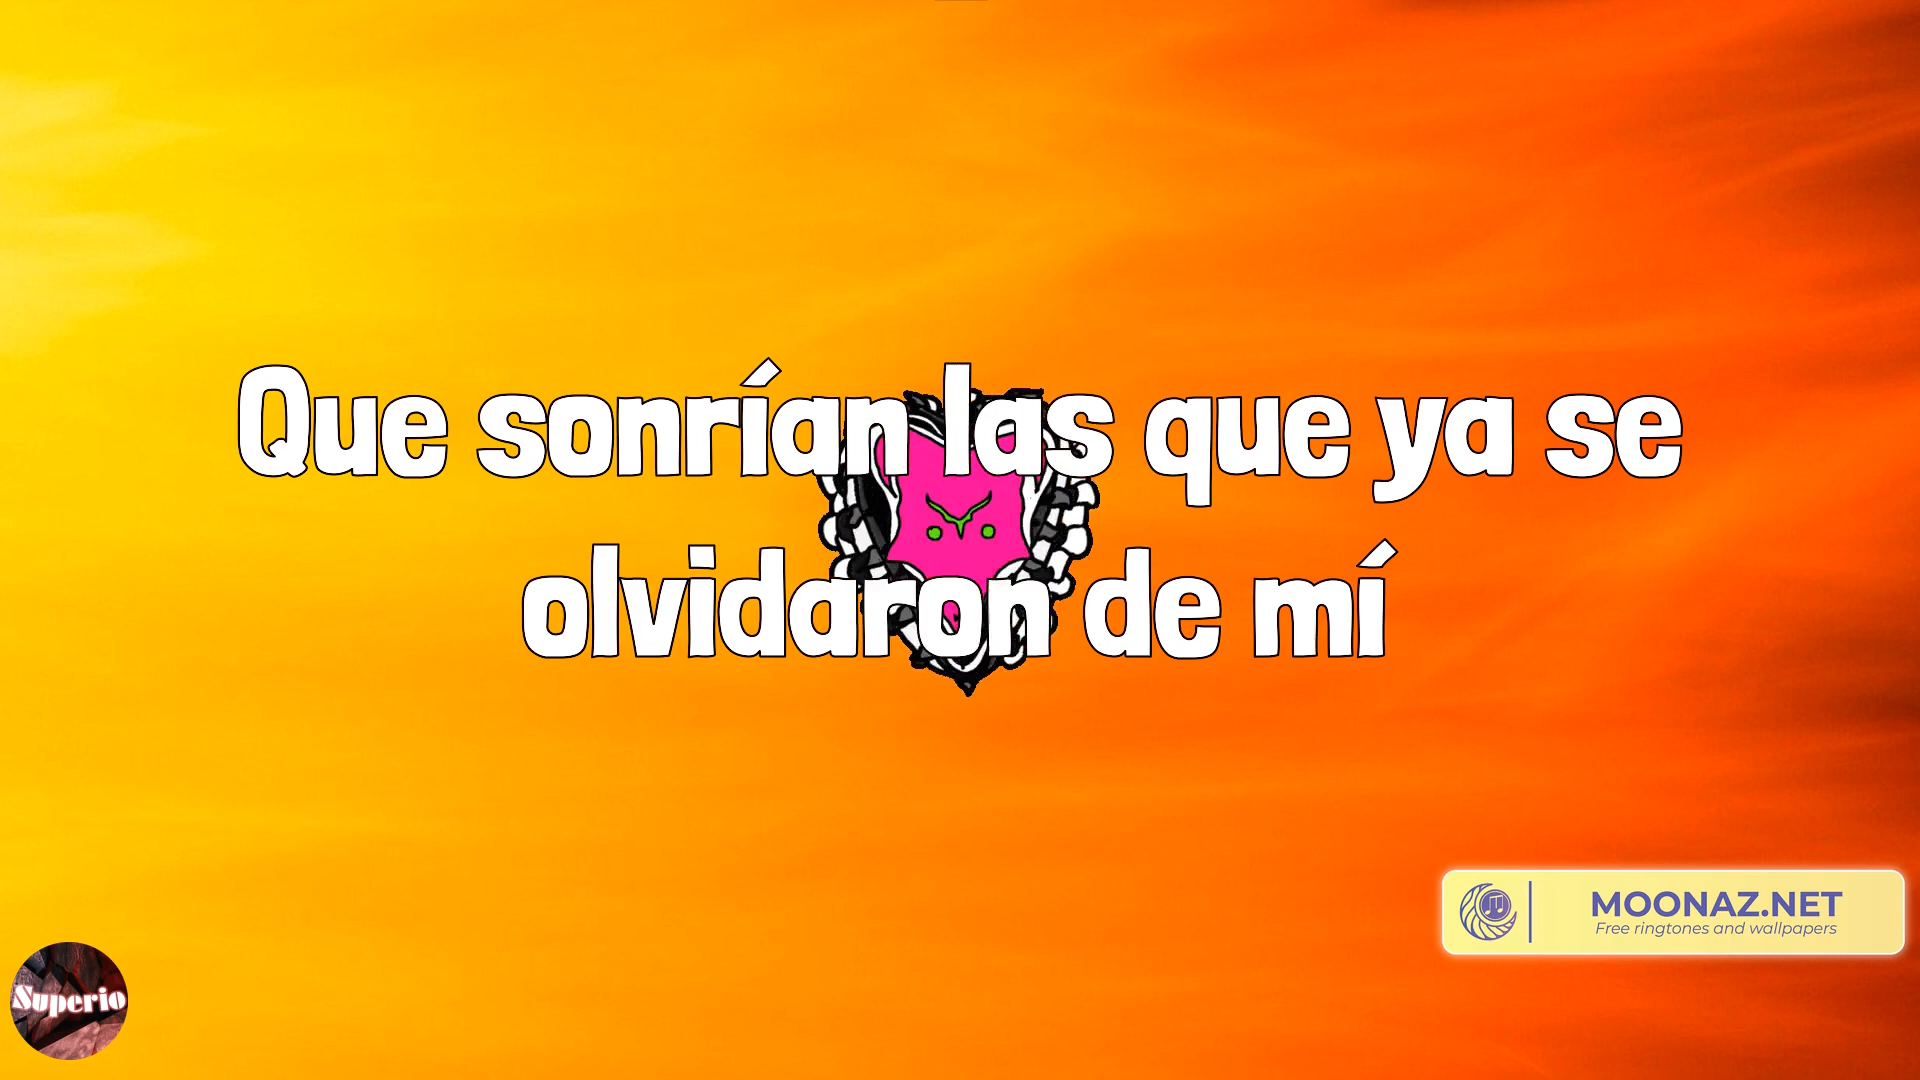 Que sonrían las que ya se
olvidaron de mí
MOONAZ.NET
Free ringtones and wallpapers
Superio